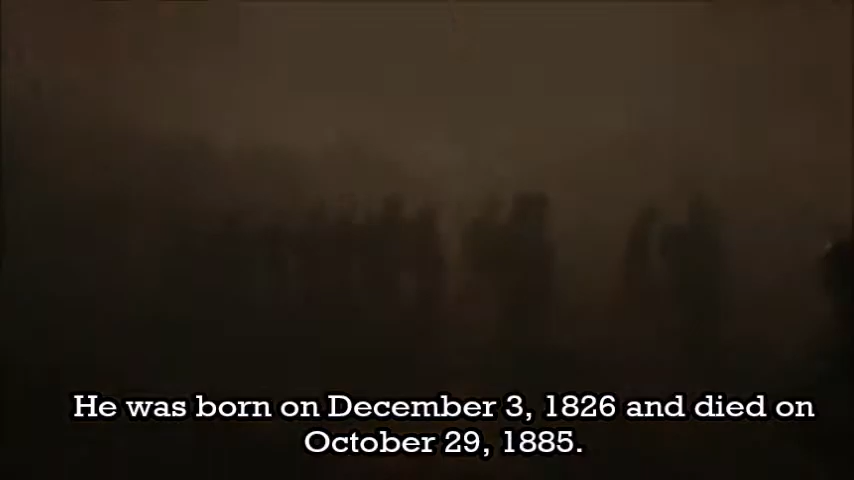 He was born on December 3, 1826 and died on
October 29, 1885.